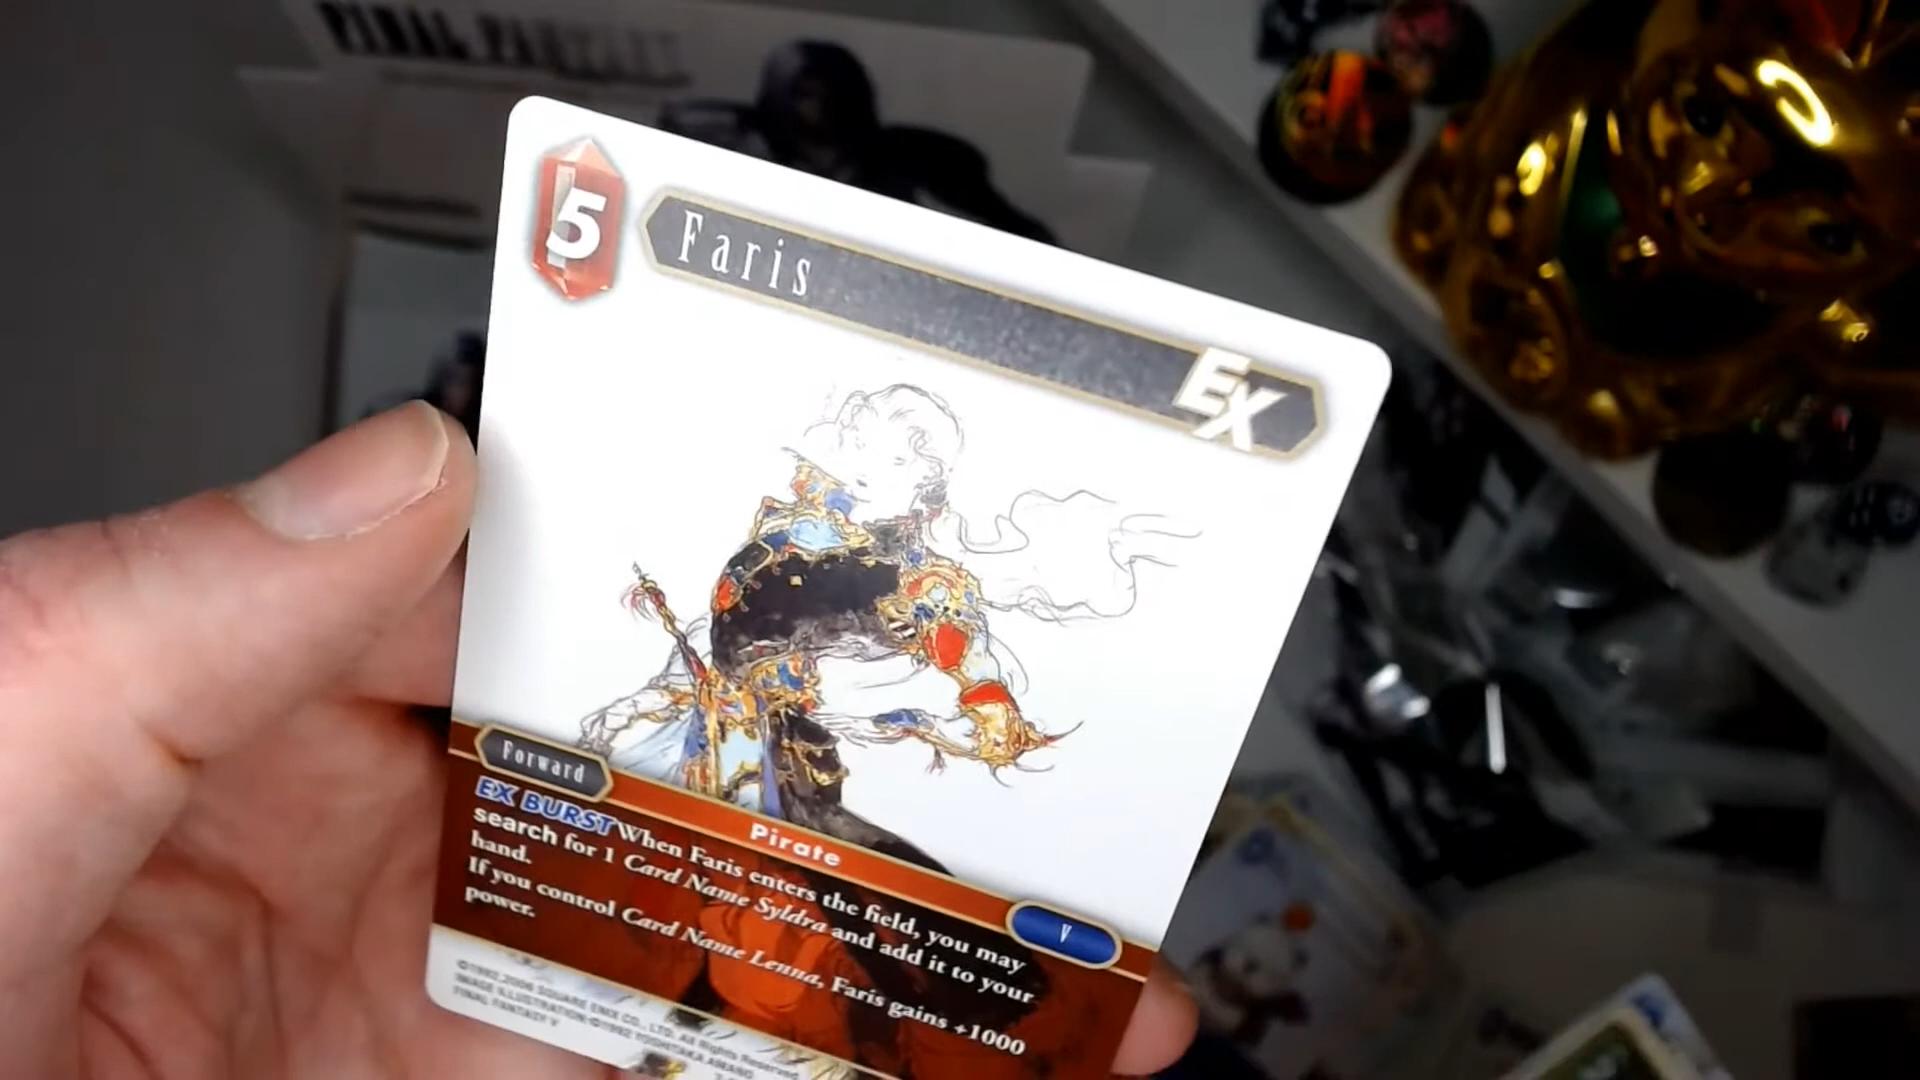 FINAL FANTASY
5
Faris
EX
Forward
Pirate
V
EX BURST When Faris enters the field, you may
search for 1 Card Name Syldra and add it to your
hand.
If you control Card Name Lenna, Faris gains +1000
power.
©1992, 2006 SQUARE ENIX CO., LTD. All Rights Reserved
IMAGE ILLUSTRATION: ©1992 YOSHITAKA AMANO
FINAL FANTASY V